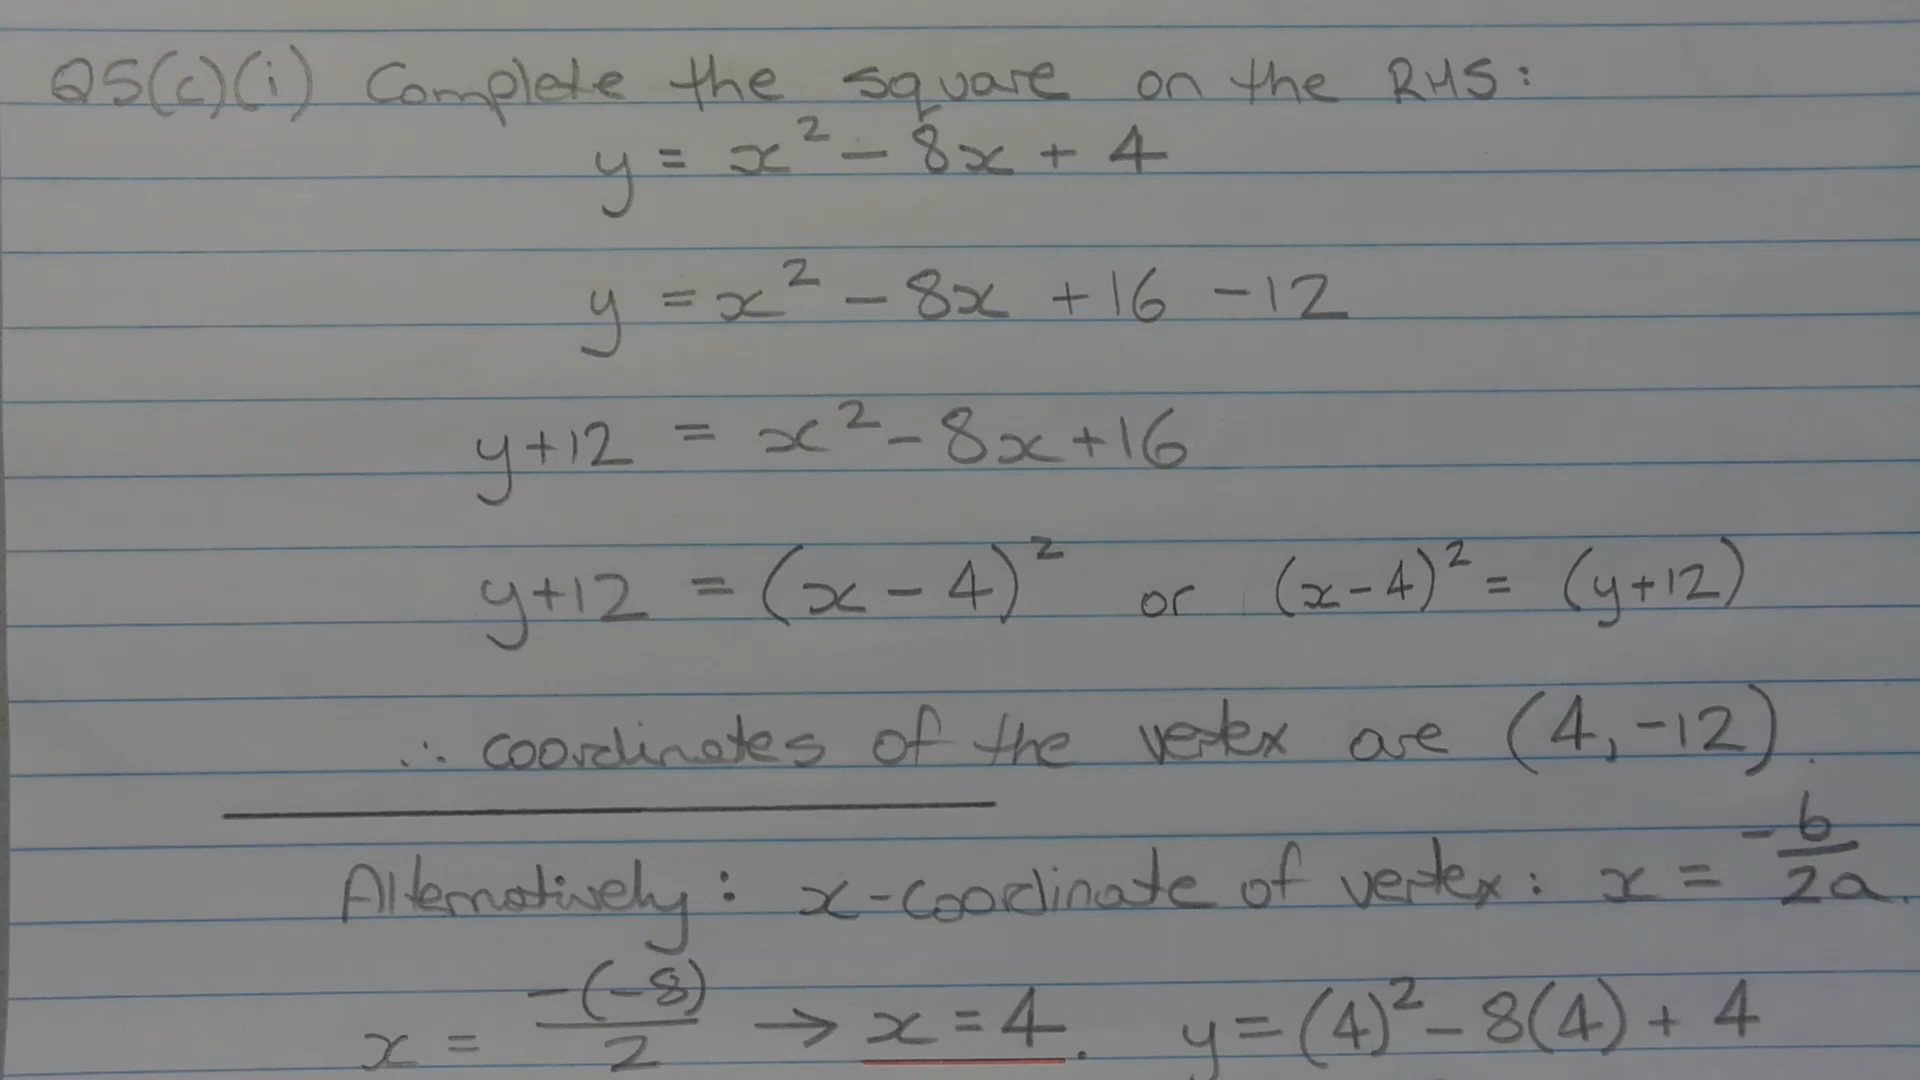 Q5(c)(i) Complete the square on the RHS:
y = x² - 8x + 4
y = x² - 8x + 16 - 12
y+12 = x² - 8x + 16
y+12 = (x - 4)² or (x-4)² = (y+12)
∴ coordinates of the vertex are (4, -12).
Alternatively: x-coordinate of vertex: x = -b/2a.
x = -(-8)/2 → x = 4. y = (4)² - 8(4) + 4